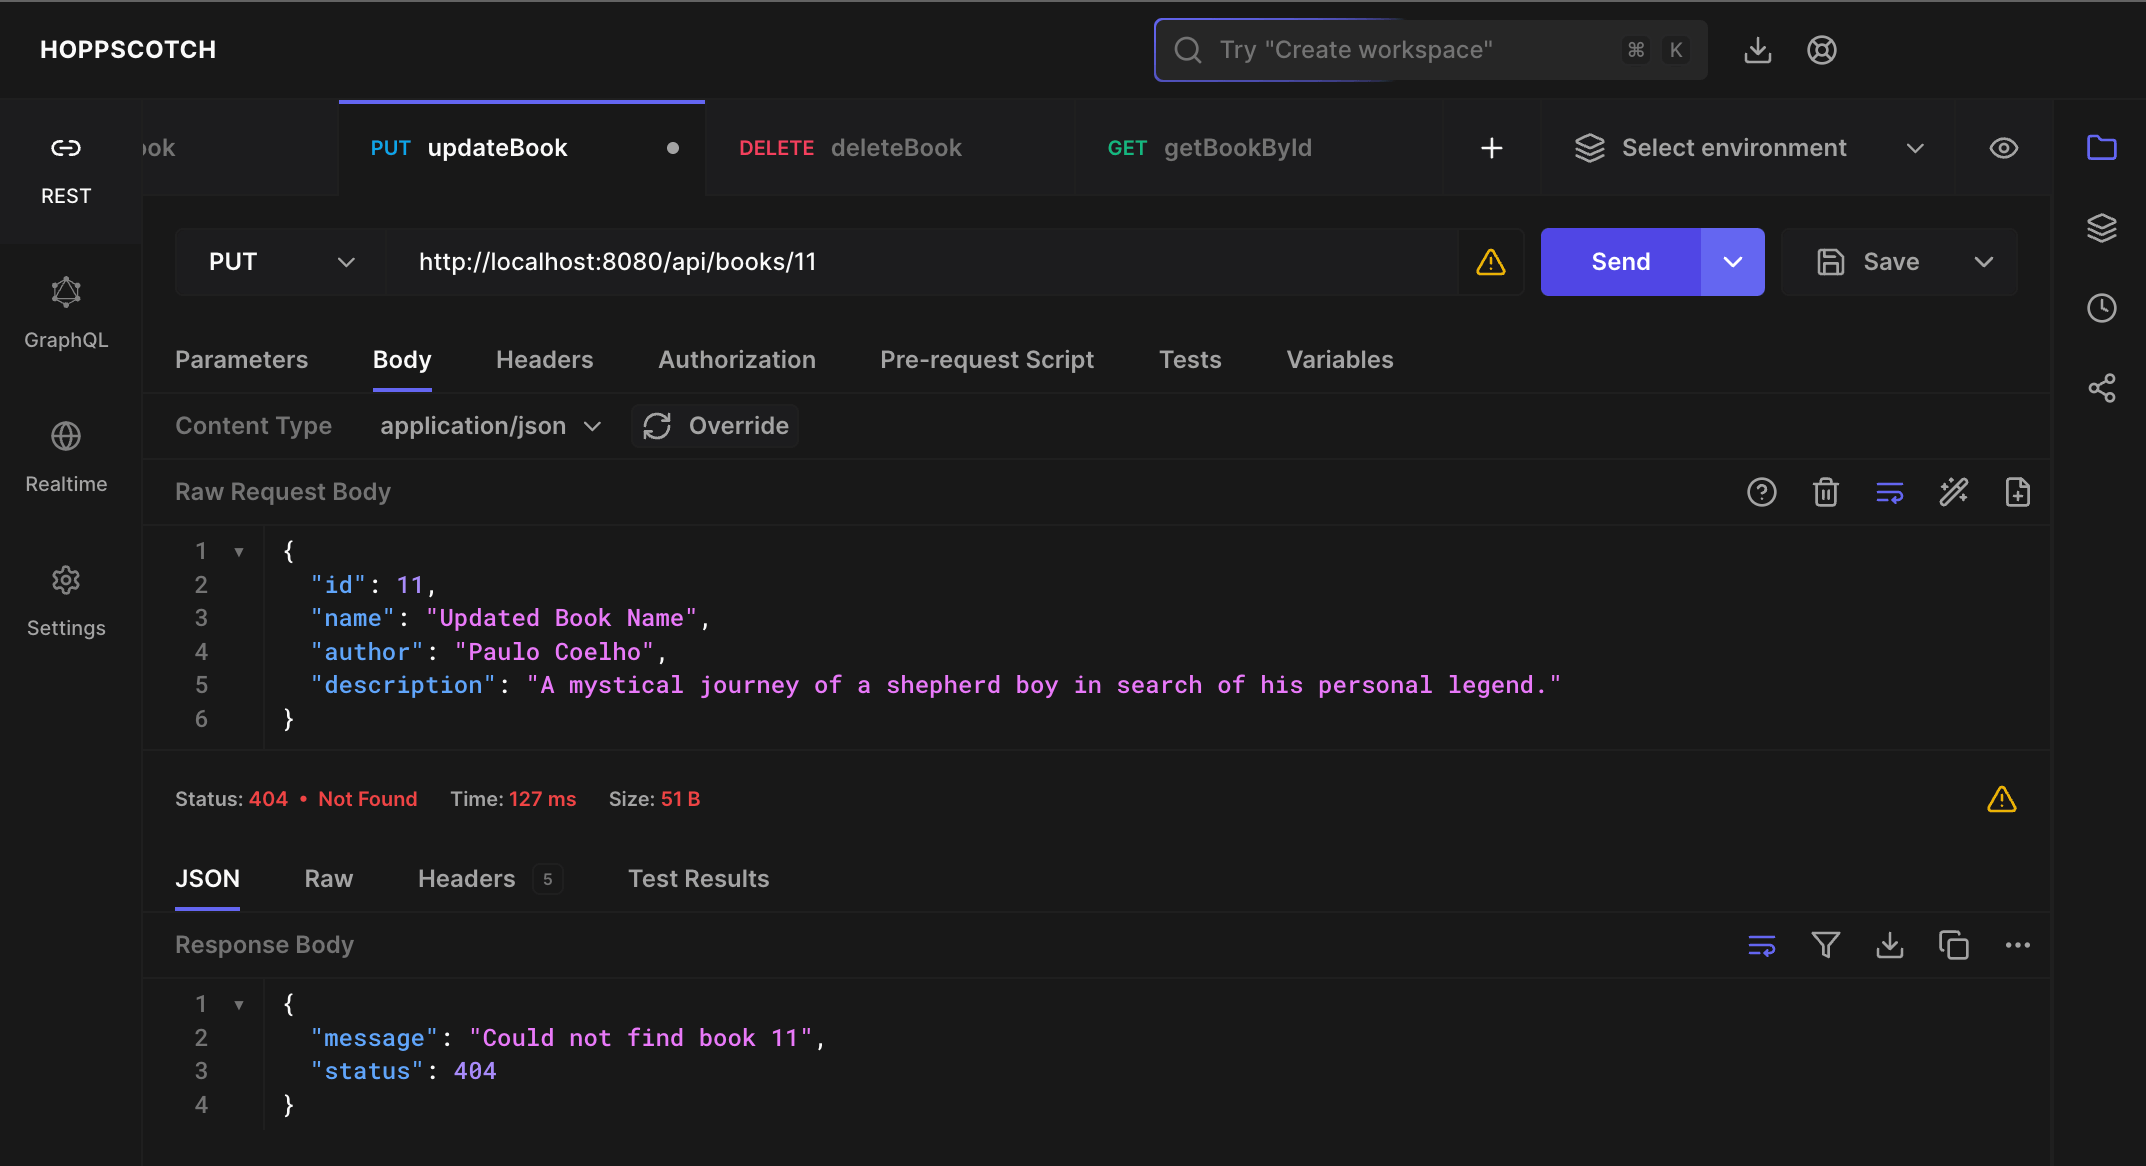 HOPPSCOTCH
Try "Create workspace" ⌘ K
ook
PUT updateBook
DELETE deleteBook
GET getBookById
Select environment
REST
GraphQL
Realtime
Settings
PUT http://localhost:8080/api/books/11 Send Save
Parameters Body Headers Authorization Pre-request Script Tests Variables
Content Type application/json Override
Raw Request Body
1 {
2 "id": 11,
3 "name": "Updated Book Name",
4 "author": "Paulo Coelho",
5 "description": "A mystical journey of a shepherd boy in search of his personal legend."
6 }
Status: 404 • Not Found Time: 127 ms Size: 51 B
JSON Raw Headers 5 Test Results
Response Body
1 {
2 "message": "Could not find book 11",
3 "status": 404
4 }